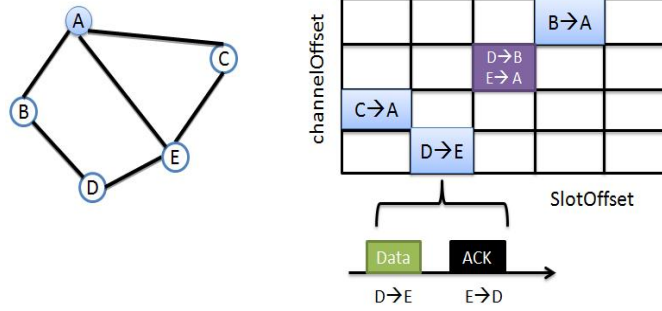 A
C
B
E
D
channelOffset
B→A
D→B
E→A
C→A
D→E
SlotOffset
Data
ACK
D→E
E→D